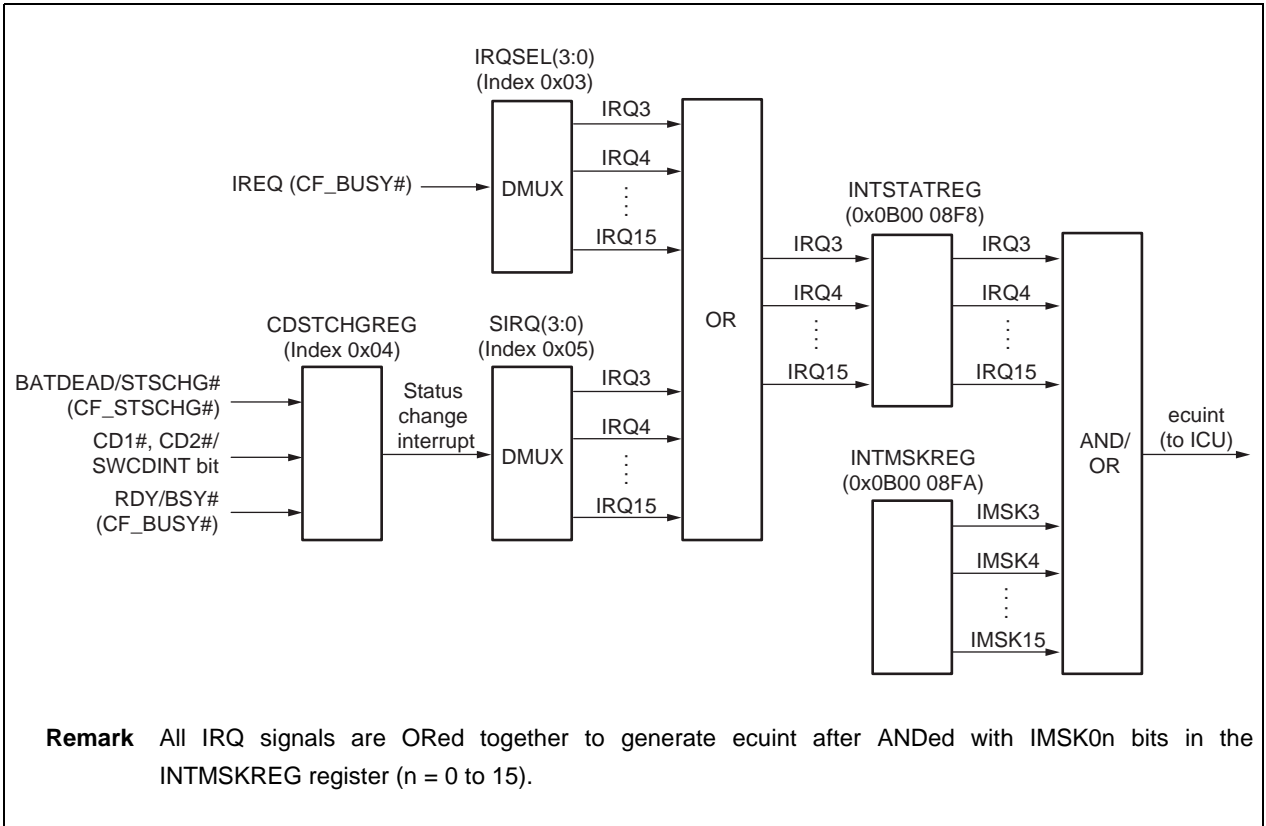 IRQSEL(3:0)
(Index 0x03)
IREQ (CF_BUSY#)
DMUX
IRQ3
IRQ4
IRQ15
CDSTCHGREG
(Index 0x04)
BATDEAD/STSCHG#
(CF_STSCHG#)
CD1#, CD2#/
SWCDINT bit
RDY/BSY#
(CF_BUSY#)
Status
change
interrupt
SIRQ(3:0)
(Index 0x05)
DMUX
IRQ3
IRQ4
IRQ15
OR
IRQ3
IRQ4
IRQ15
INTSTATREG
(0x0B00 08F8)
IRQ3
IRQ4
IRQ15
INTMSKREG
(0x0B00 08FA)
IMSK3
IMSK4
IMSK15
AND/
OR
ecuint
(to ICU)
Remark All IRQ signals are ORed together to generate ecuint after ANDed with IMSK0n bits in the
INTMSKREG register (n = 0 to 15).